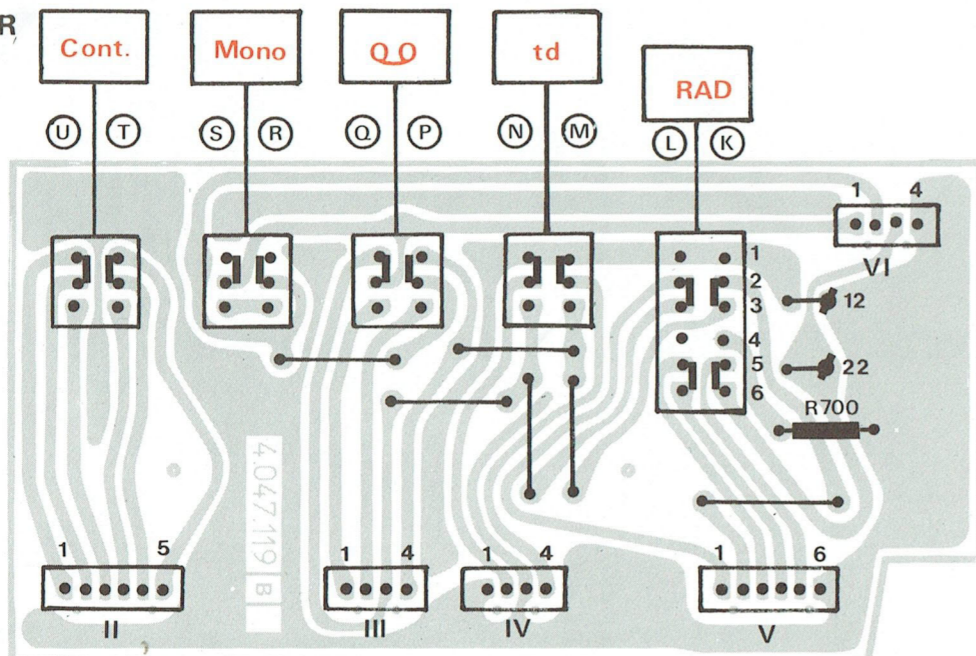 R
Cont. Mono td
RAD
U T S R Q P N M L K
1 4
VI
1
2
3
4
5
6
12
22
R700
4.047.119 B
1 5
II
1 4
III
1 4
IV
1 6
V